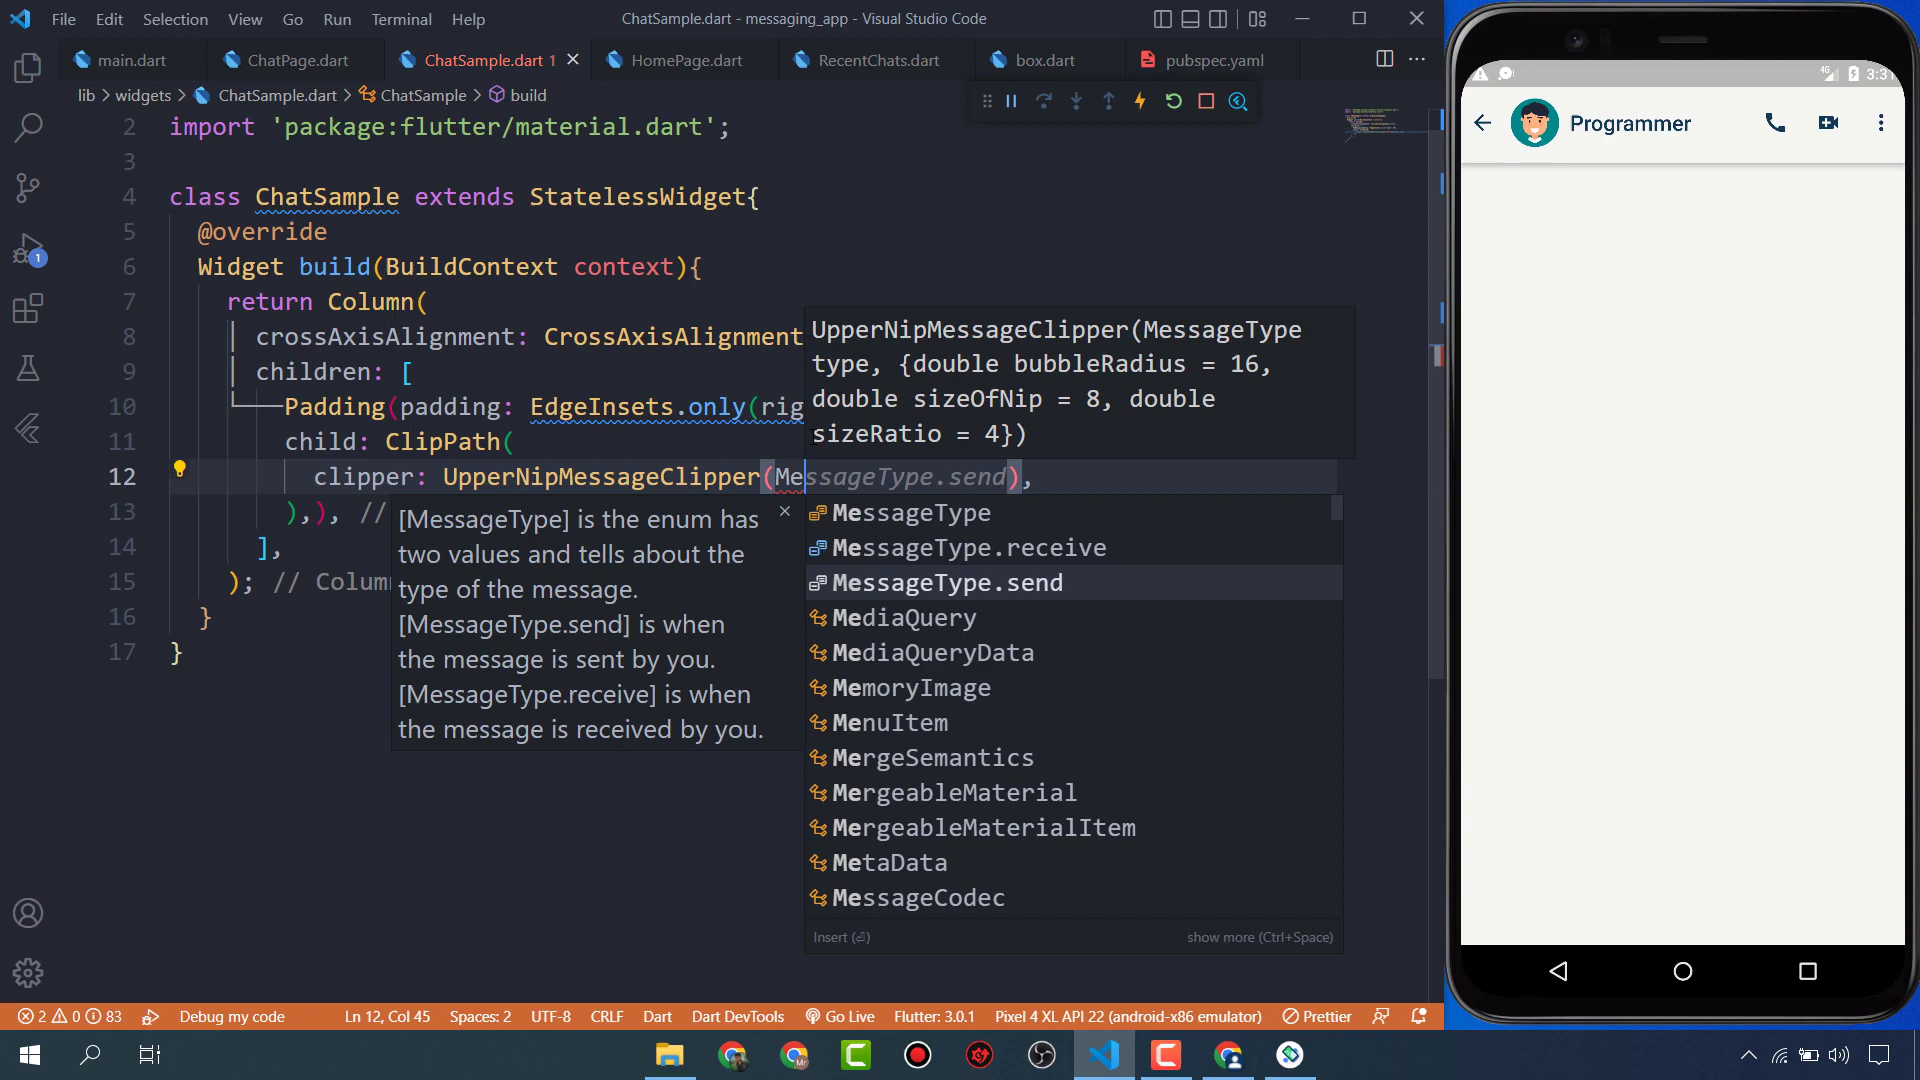 File Edit Selection View Go Run Terminal Help
ChatSample.dart - messaging_app - Visual Studio Code
main.dart
ChatPage.dart
ChatSample.dart 1
HomePage.dart
RecentChats.dart
box.dart
pubspec.yaml
lib > widgets > ChatSample.dart > ChatSample > build
2 import 'package:flutter/material.dart';
3
4 class ChatSample extends StatelessWidget{
5 @override
6 Widget build(BuildContext context){
7 return Column(
8 crossAxisAlignment: CrossAxisAlignment
9 children: [
10 Padding(padding: EdgeInsets.only(rig
11 child: ClipPath(
12 clipper: UpperNipMessageClipper(MessageType.send),
13 ),), //
14 ],
15 ); // Colum
16 }
17 }
UpperNipMessageClipper(MessageType
type, {double bubbleRadius = 16,
double sizeOfNip = 8, double
sizeRatio = 4})
[MessageType] is the enum has
two values and tells about the
type of the message.
[MessageType.send] is when
the message is sent by you.
[MessageType.receive] is when
the message is received by you.
MessageType
MessageType.receive
MessageType.send
MediaQuery
MediaQueryData
MemoryImage
MenuItem
MergeSemantics
MergeableMaterial
MergeableMaterialItem
MetaData
MessageCodec
Insert (⏎) show more (Ctrl+Space)
1
2 0 83 Debug my code Ln 12, Col 45 Spaces: 2 UTF-8 CRLF Dart Dart DevTools Go Live Flutter: 3.0.1 Pixel 4 XL API 22 (android-x86 emulator) Prettier
4G 3:31
Programmer